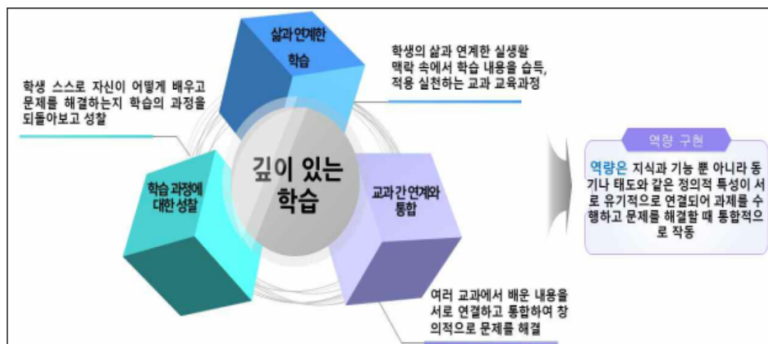 삶과 연계한
학습
학생의 삶과 연계한 실생활
맥락 속에서 학습 내용을 습득,
적용 실천하는 교과 교육과정
학생 스스로 자신이 어떻게 배우고
문제를 해결하는지 학습의 과정을
되돌아보고 성찰
깊이 있는
학습
학습 과정에
대한 성찰
교과 간 연계와
통합
여러 교과에서 배운 내용을
서로 연결하고 통합하여 창
의적으로 문제를 해결
역량 구현
역량은 지식과 기능 뿐 아니라 동
기나 태도와 같은 정의적 특성이 서
로 유기적으로 연결되어 과제를 수
행하고 문제를 해결할 때 통합적으
로 작동